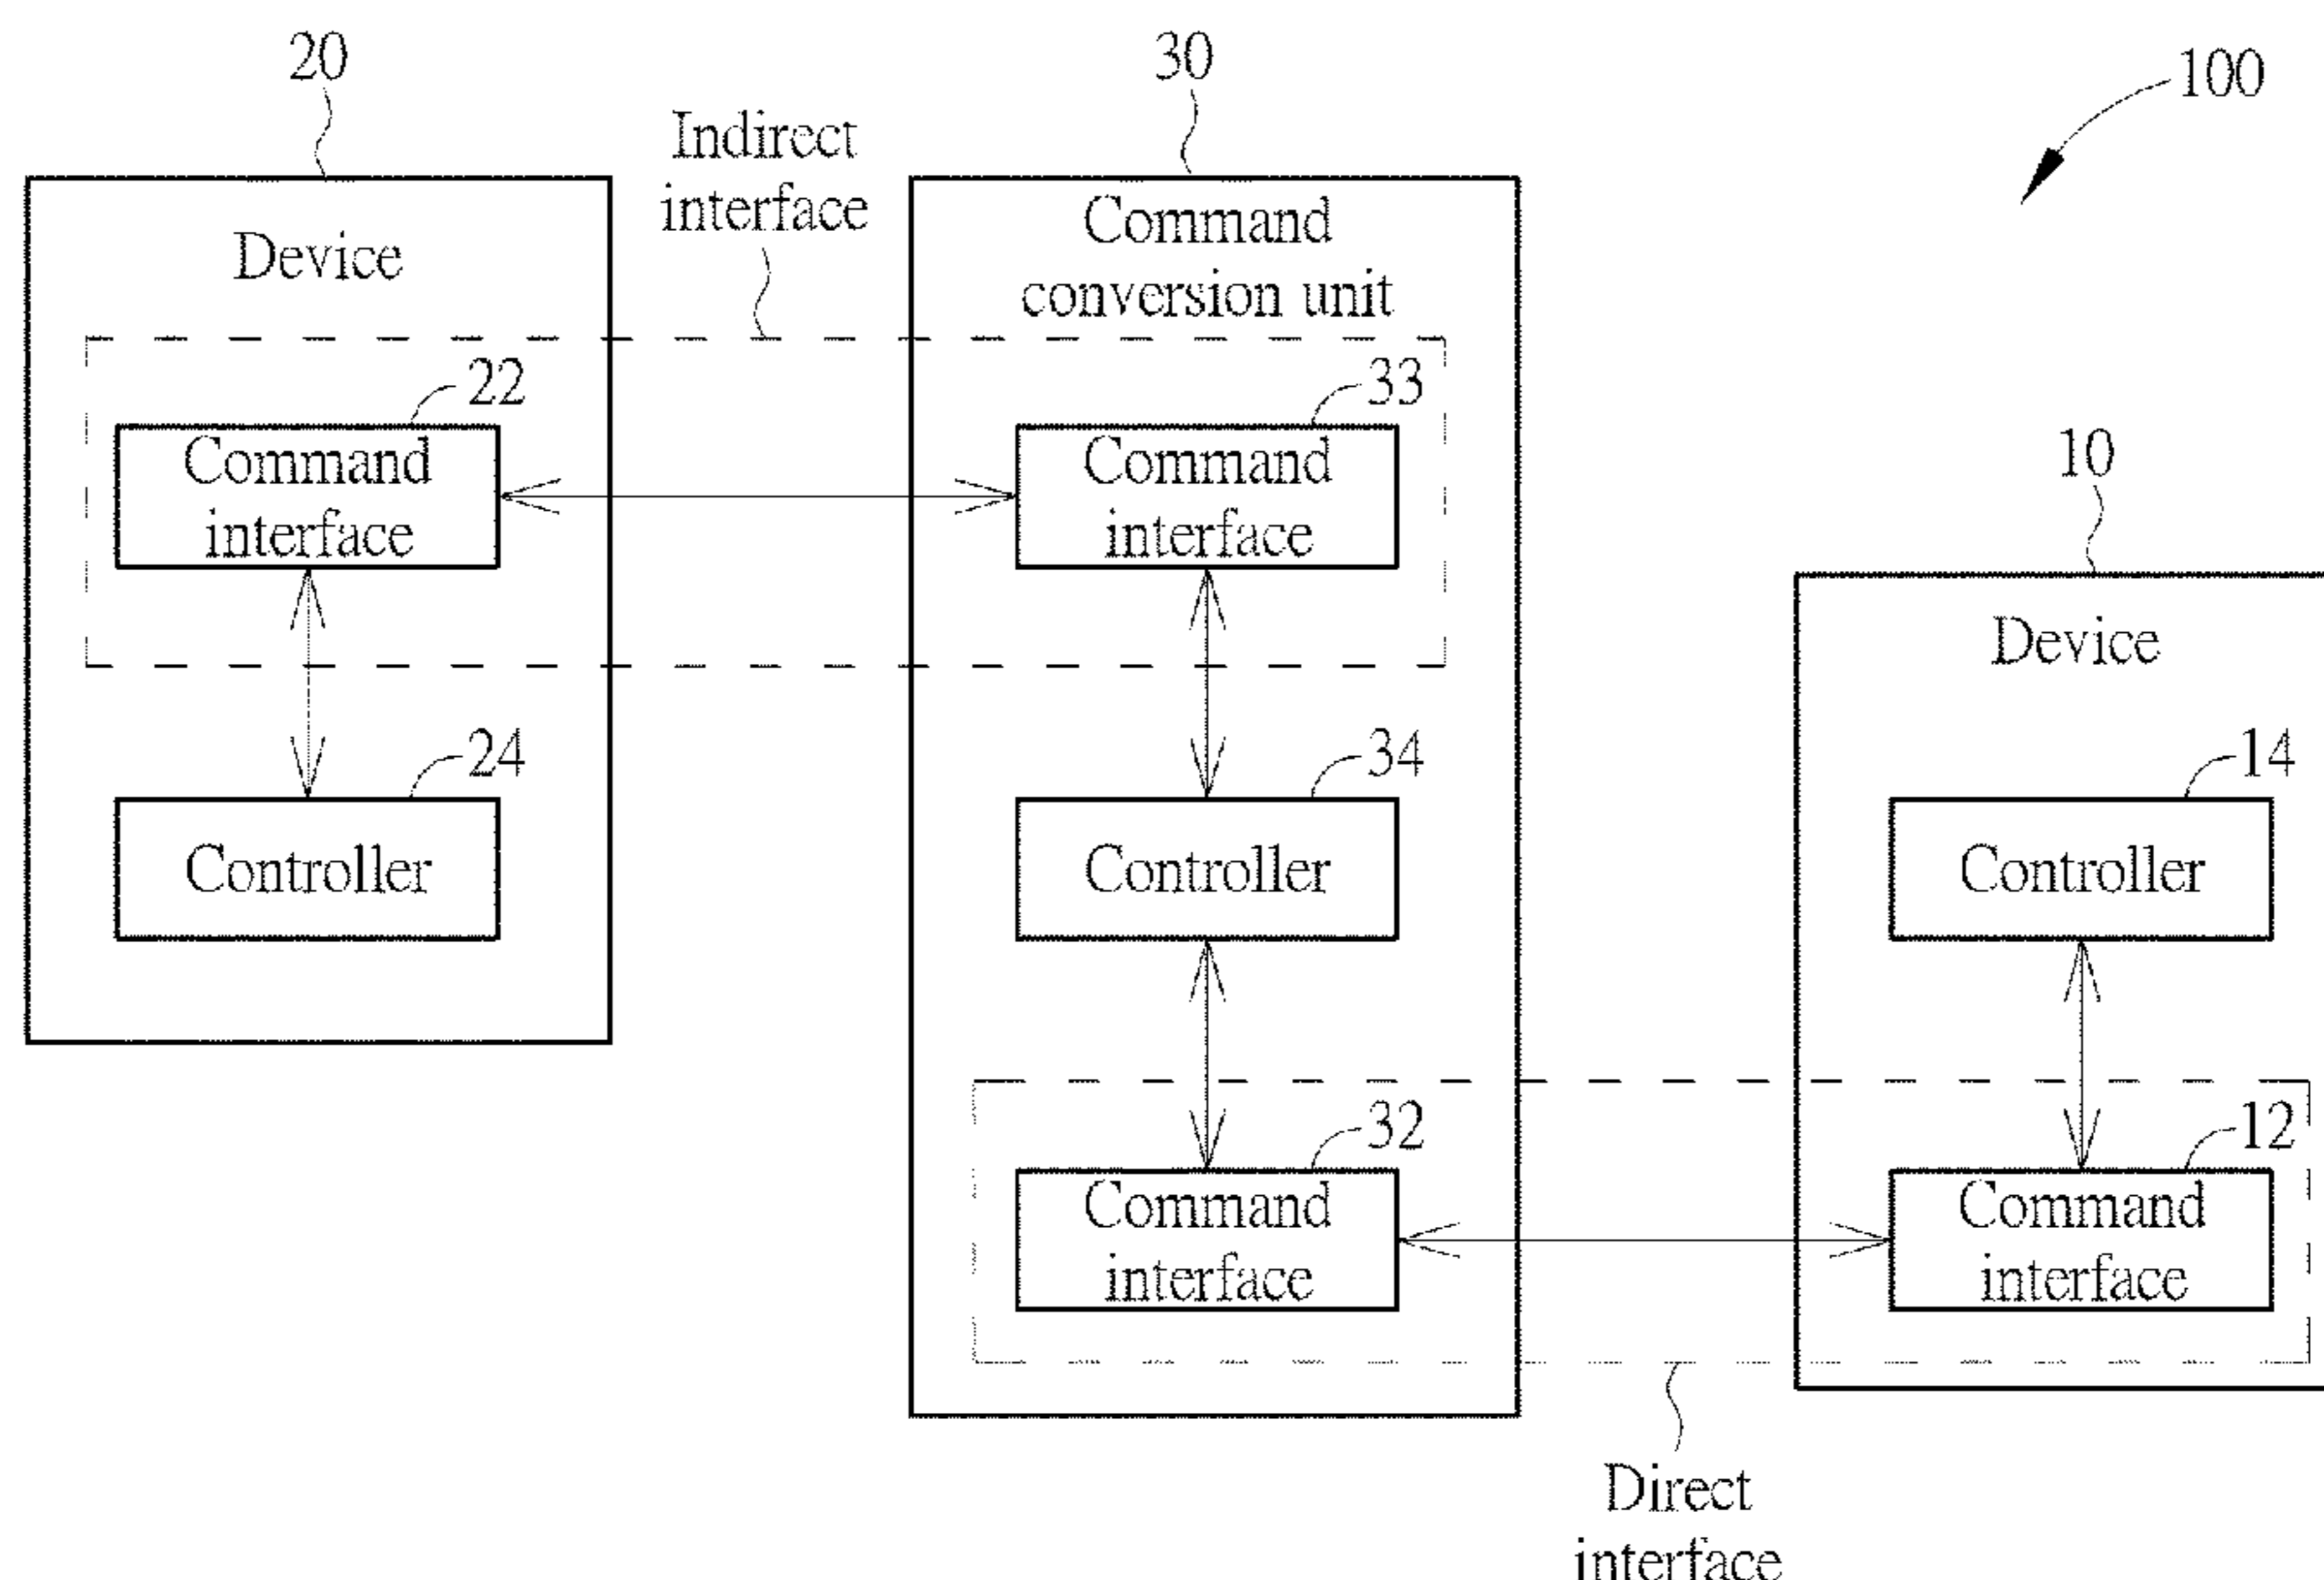 20
30
100
Indirect
interface
Device
Command
conversion unit
22
33
Command
interface
Command
interface
10
Device
24
34
14
Controller
Controller
Controller
32
12
Command
interface
Command
interface
Direct
interface